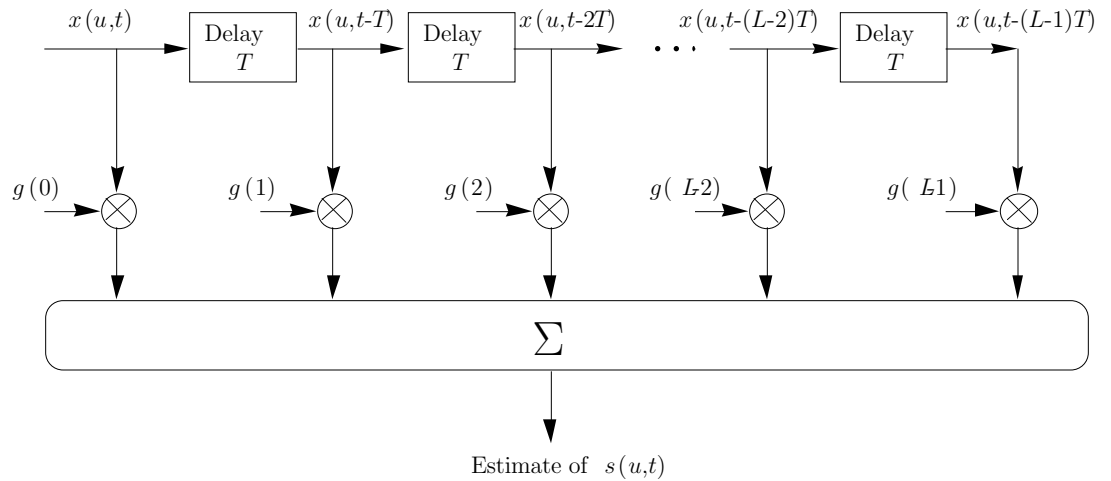 x(u,t)
Delay
T
x(u,t-T)
Delay
T
x(u,t-2T)
x(u,t-(L-2)T)
Delay
T
x(u,t-(L-1)T)
g(0)
g(1)
g(2)
g( L-2)
g( L-1)
∑
Estimate of s(u,t)